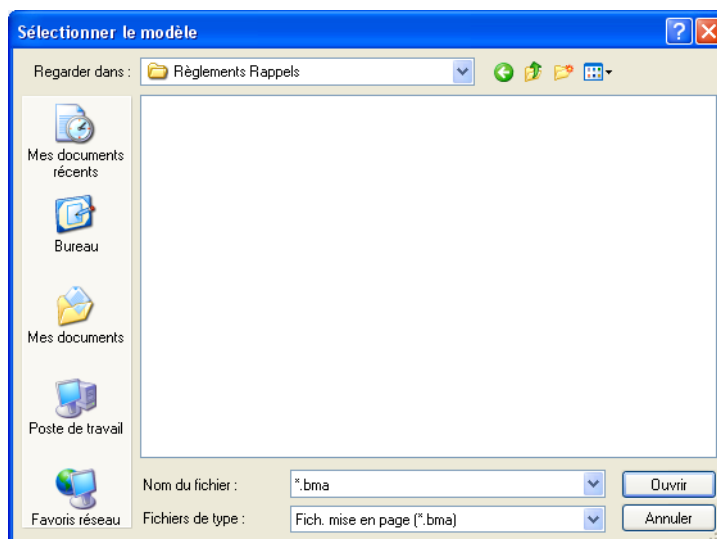 Sélectionner le modèle
Regarder dans :
Règlements Rappels
Mes documents
récents
Bureau
Mes documents
Poste de travail
Favoris réseau
Nom du fichier :
*.bma
Ouvrir
Fichiers de type :
Fich. mise en page (*.bma)
Annuler